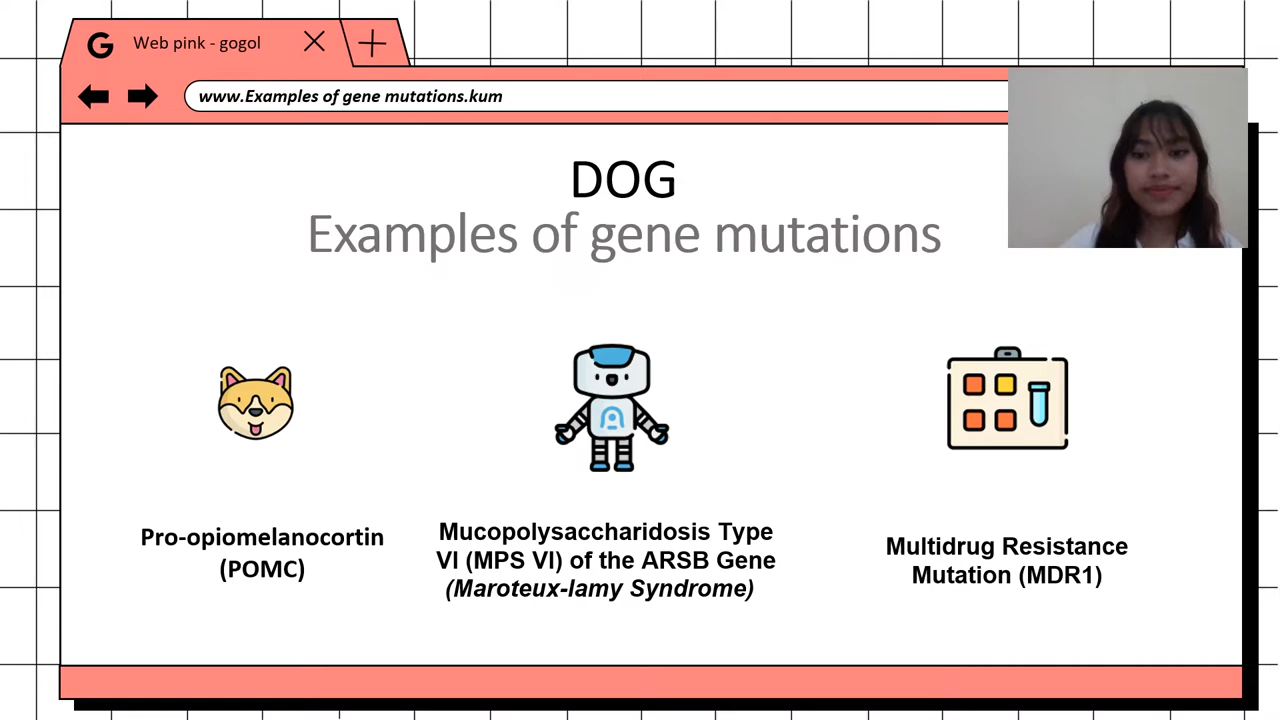 G Web pink - gogol
www.Examples of gene mutations.kum
DOG
Examples of gene mutations
Pro-opiomelanocortin
(POMC)
Mucopolysaccharidosis Type
VI (MPS VI) of the ARSB Gene
(Maroteux-lamy Syndrome)
Multidrug Resistance
Mutation (MDR1)